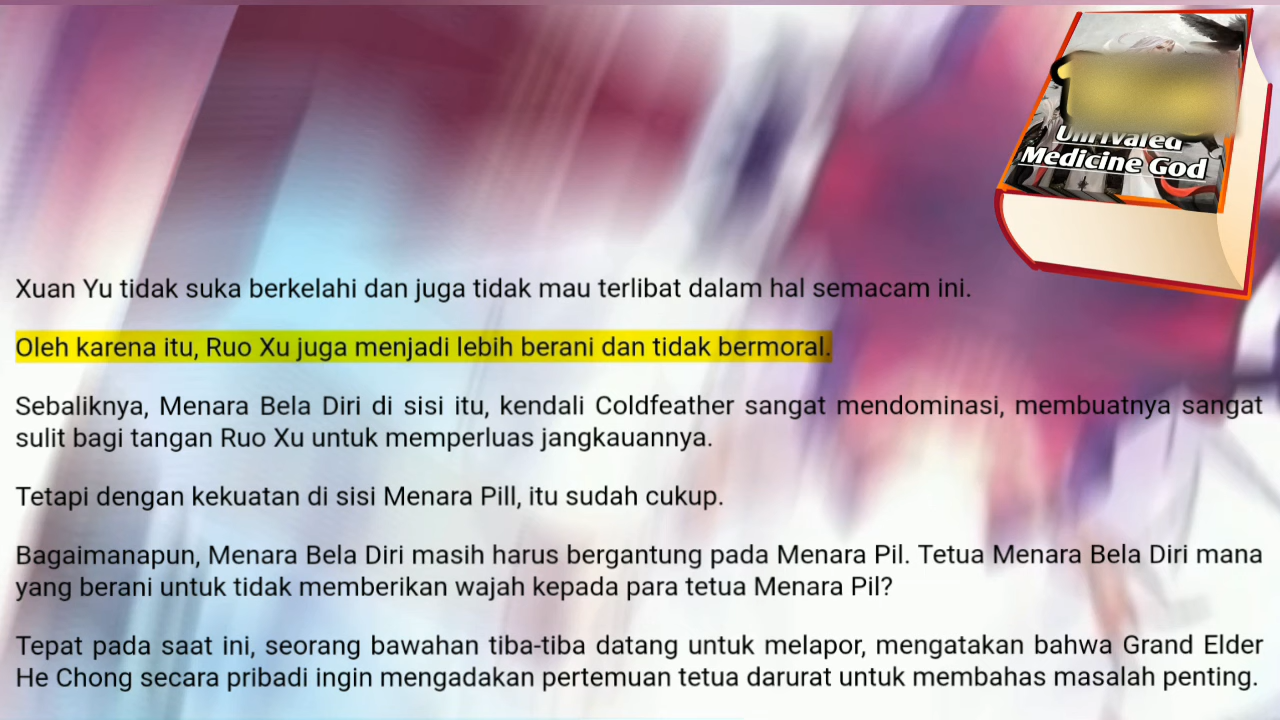 Unrivaled
Medicine God
Xuan Yu tidak suka berkelahi dan juga tidak mau terlibat dalam hal semacam ini.
Oleh karena itu, Ruo Xu juga menjadi lebih berani dan tidak bermoral.
Sebaliknya, Menara Bela Diri di sisi itu, kendali Coldfeather sangat mendominasi, membuatnya sangat
sulit bagi tangan Ruo Xu untuk memperluas jangkauannya.
Tetapi dengan kekuatan di sisi Menara Pill, itu sudah cukup.
Bagaimanapun, Menara Bela Diri masih harus bergantung pada Menara Pil. Tetua Menara Bela Diri mana
yang berani untuk tidak memberikan wajah kepada para tetua Menara Pil?
Tepat pada saat ini, seorang bawahan tiba-tiba datang untuk melapor, mengatakan bahwa Grand Elder
He Chong secara pribadi ingin mengadakan pertemuan tetua darurat untuk membahas masalah penting.